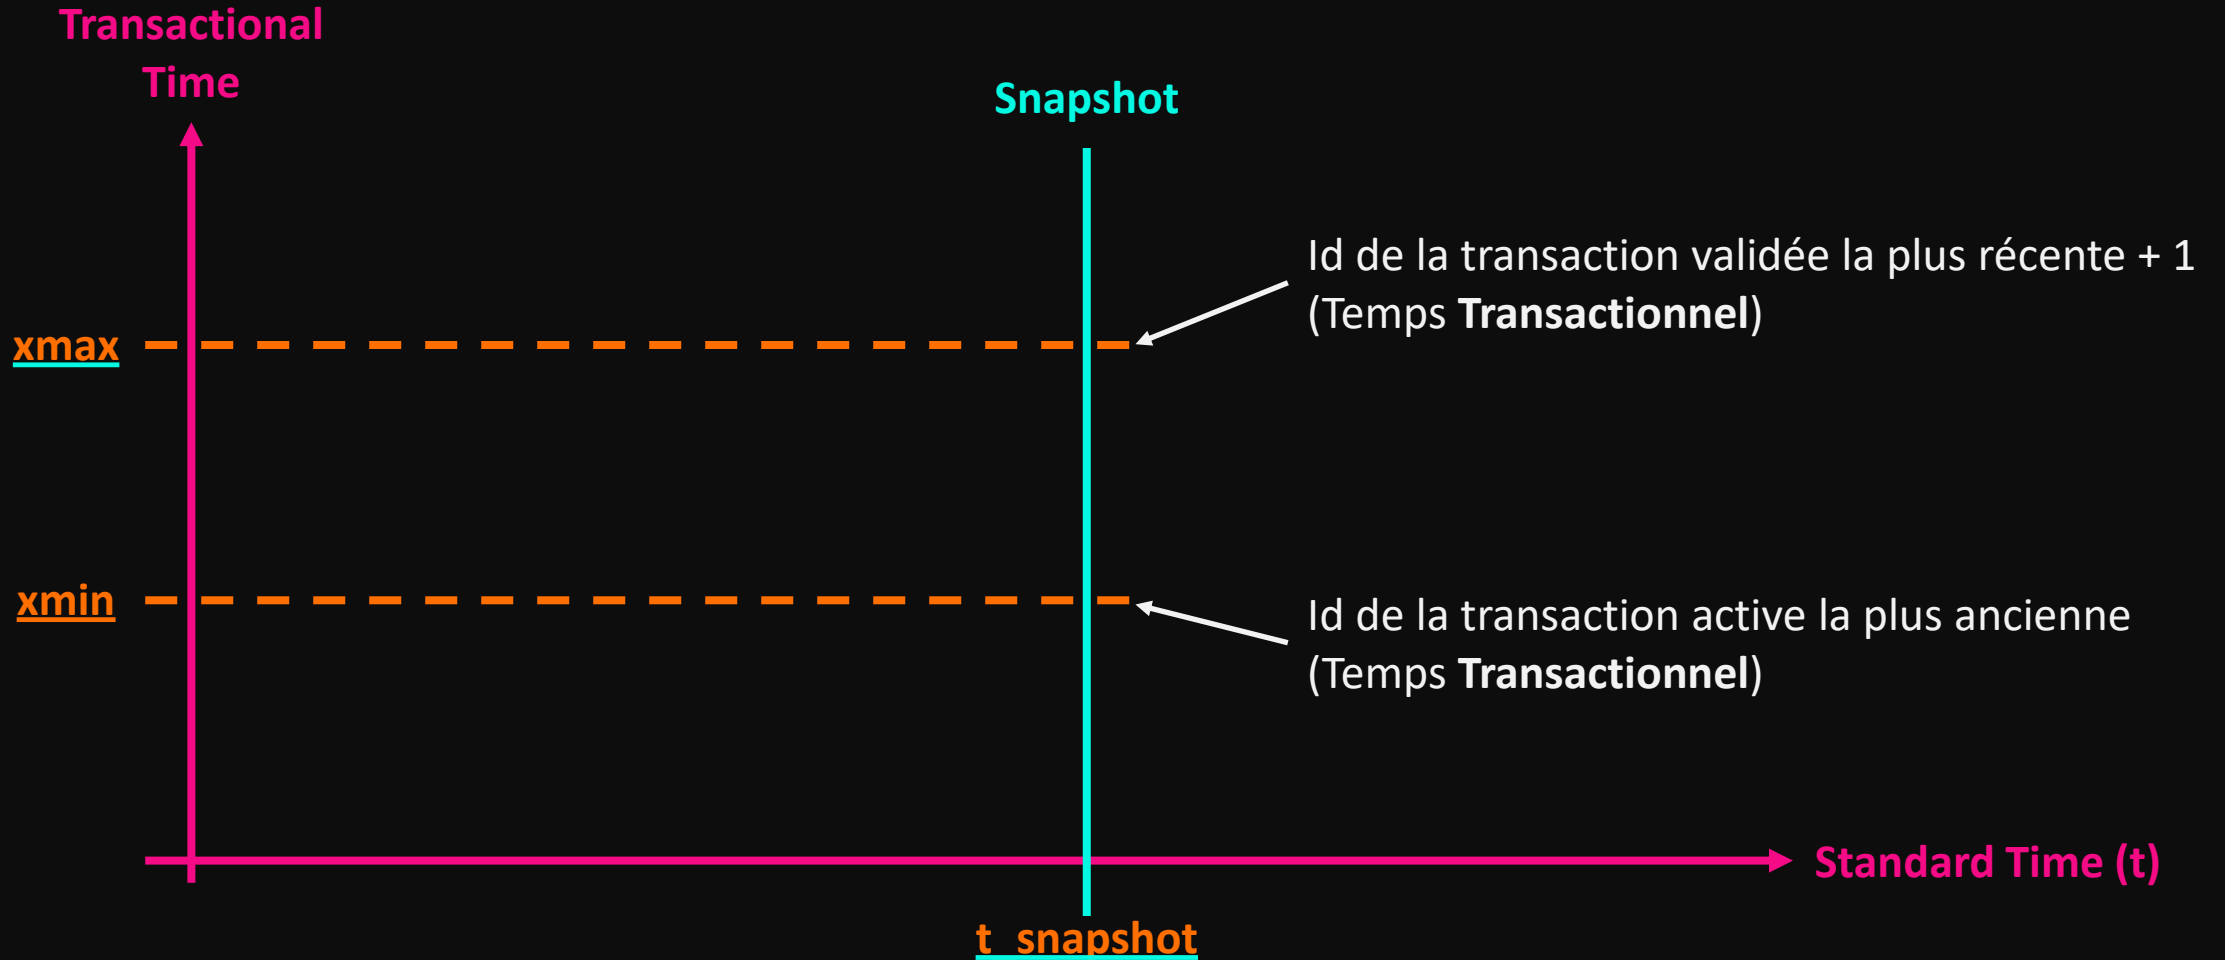 Transactional
Time
Snapshot
Id de la transaction validée la plus récente + 1
(Temps Transactionnel)
xmax
xmin
Id de la transaction active la plus ancienne
(Temps Transactionnel)
Standard Time (t)
t_snapshot